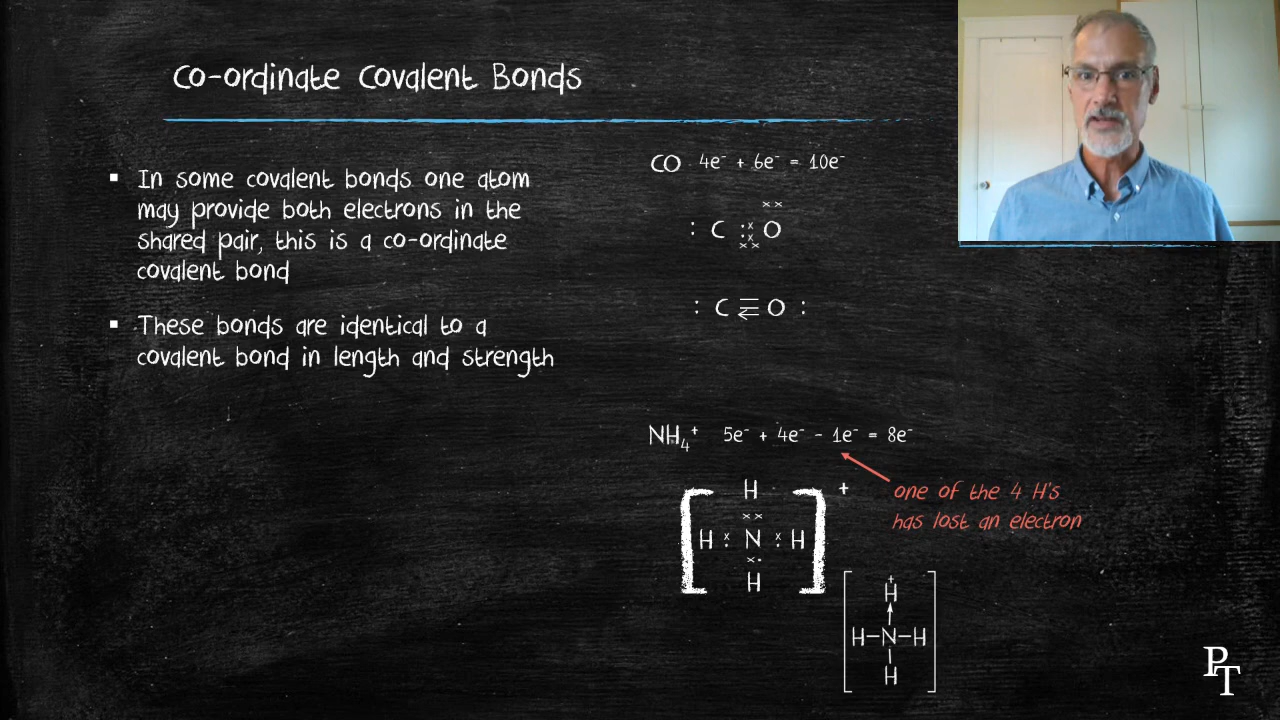 Co-ordinate Covalent Bonds
▪ In some covalent bonds one atom
may provide both electrons in the
shared pair, this is a co-ordinate
covalent bond
▪ These bonds are identical to a
covalent bond in length and strength
CO 4e⁻ + 6e⁻ = 10e⁻
××
: C :×× O
××
: C ⇇ O :
NH₄⁺ 5e⁻ + 4e⁻ - 1e⁻ = 8e⁻
one of the 4 H's
has lost an electron
H +
××
H ×· N ×· H
×·
H
+
H
H—N—H
H
PT